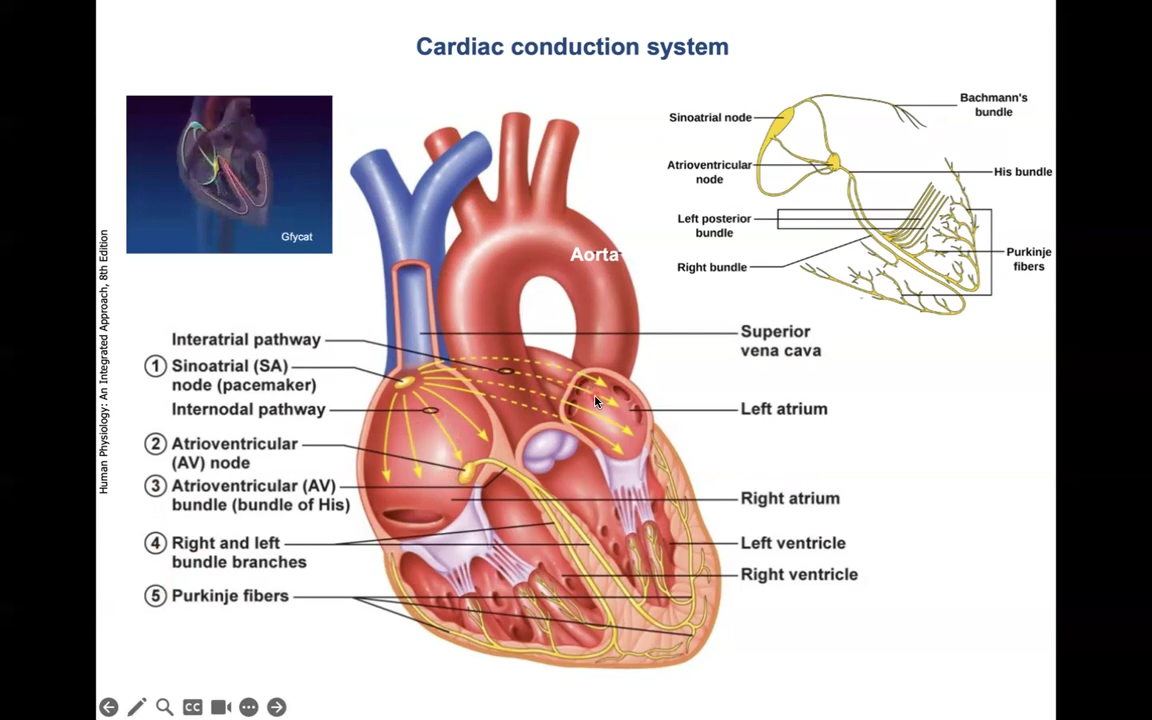 Cardiac conduction system
Gfycat
Human Physiology: An Integrated Approach, 8th Edition
Aorta
Interatrial pathway
1 Sinoatrial (SA)
node (pacemaker)
Internodal pathway
2 Atrioventricular
(AV) node
3 Atrioventricular (AV)
bundle (bundle of His)
4 Right and left
bundle branches
5 Purkinje fibers
Superior
vena cava
Left atrium
Right atrium
Left ventricle
Right ventricle
Sinoatrial node
Atrioventricular
node
Left posterior
bundle
Right bundle
Bachmann's
bundle
His bundle
Purkinje
fibers
CC